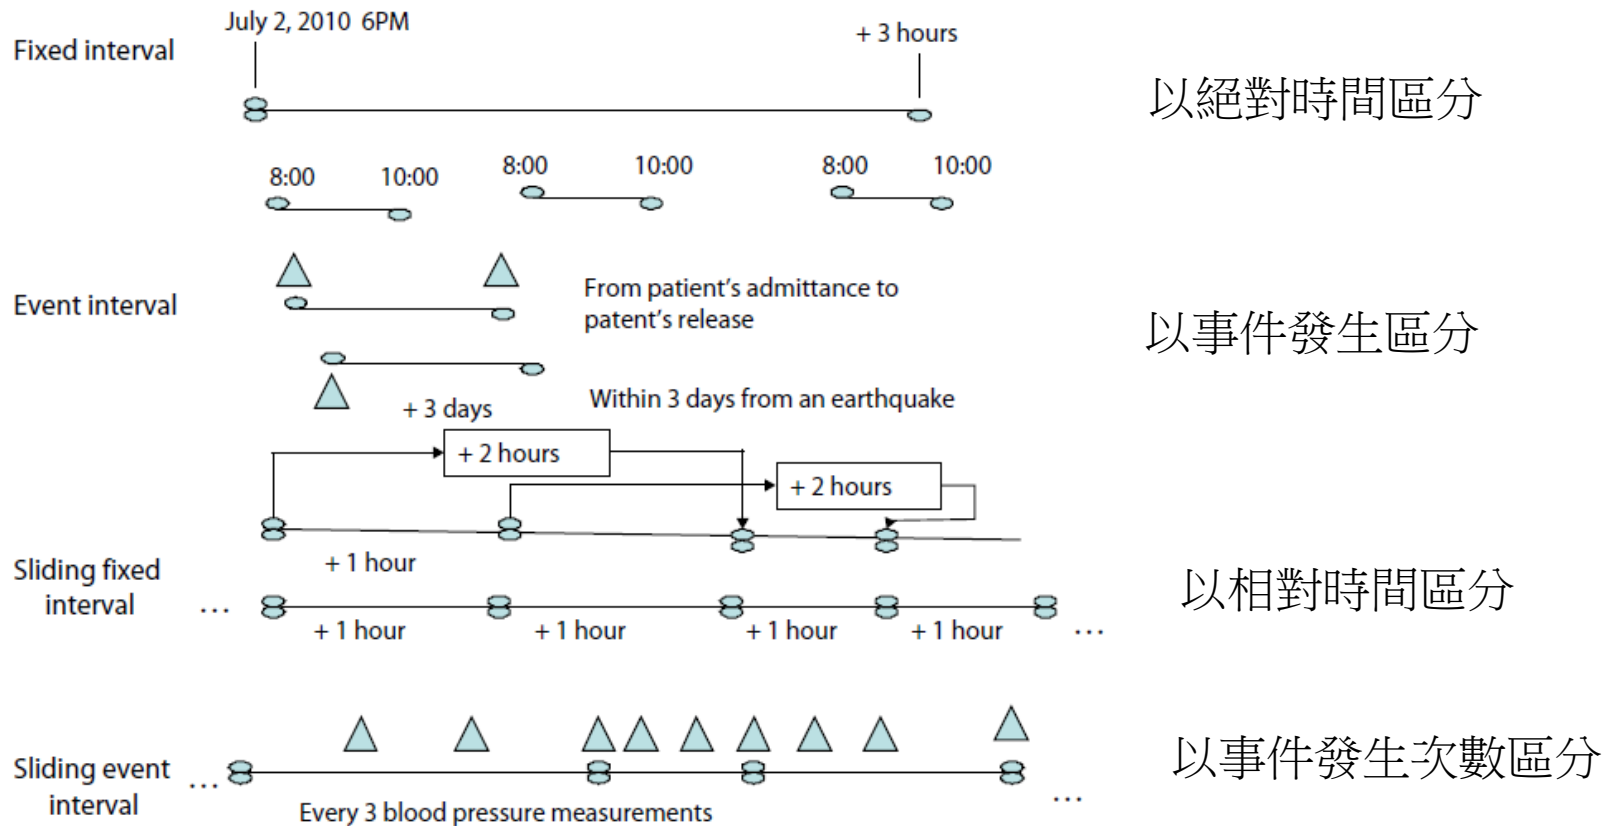 July 2, 2010 6PM
Fixed interval
+ 3 hours
以絕對時間區分
8:00
10:00
8:00
10:00
8:00
10:00
Event interval
From patient's admittance to
patent's release
以事件發生區分
Within 3 days from an earthquake
+ 3 days
+ 2 hours
+ 2 hours
Sliding fixed
interval
+ 1 hour
...
+ 1 hour
+ 1 hour
+ 1 hour
+ 1 hour
...
以相對時間區分
Sliding event
interval
...
Every 3 blood pressure measurements
...
以事件發生次數區分